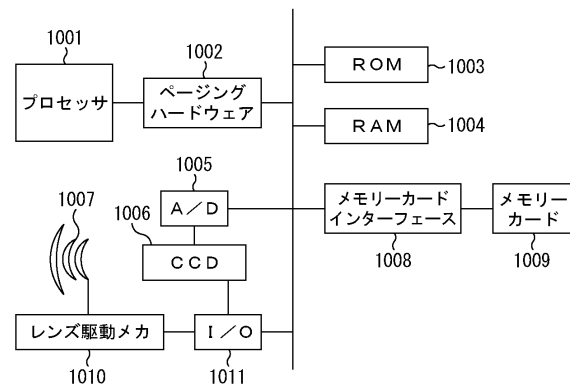 1001
プロセッサ
1002
ページング
ハードウェア
ROM
1003
RAM
1004
1005
A/D
1006
CCD
1007
メモリーカード
インターフェース
1008
メモリー
カード
1009
レンズ駆動メカ
1010
I/O
1011